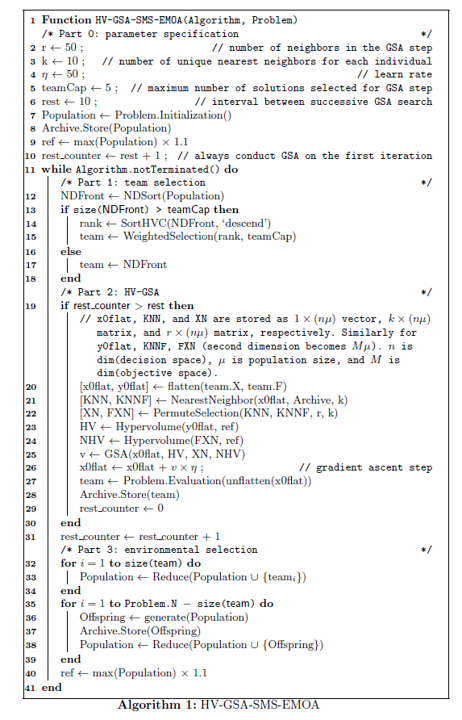 1 Function HV-GSA-SMS-EMOA(Algorithm, Problem)
/* Part 0: parameter specification */
2 r ← 50 ; // number of neighbors in the GSA step
3 k ← 10 ; // number of unique nearest neighbors for each individual
4 η ← 50 ; // learn rate
5 teamCap ← 5 ; // maximum number of solutions selected for GSA step
6 rest ← 10 ; // interval between successive GSA search
7 Population ← Problem.Initialization()
8 Archive.Store(Population)
9 ref ← max(Population) × 1.1
10 rest_counter ← rest + 1 ; // always conduct GSA on the first iteration
11 while Algorithm.notTerminated() do
/* Part 1: team selection */
12 NDFront ← NDSort(Population)
13 if size(NDFront) > teamCap then
14 rank ← SortHVC(NDFront, ‘descend’)
15 team ← WeightedSelection(rank, teamCap)
16 else
17 team ← NDFront
18 end
/* Part 2: HV-GSA */
19 if rest_counter > rest then
// x0flat, KNN, and XN are stored as 1 × (nμ) vector, k × (nμ)
matrix, and r × (nμ) matrix, respectively. Similarly for
y0flat, KNNF, FXN (second dimension becomes Mμ). n is
dim(decision space), μ is population size, and M is
dim(objective space).
20 [x0flat, y0flat] ← flatten(team.X, team.F)
21 [KNN, KNNF] ← NearestNeighbor(x0flat, Archive, k)
22 [XN, FXN] ← PermuteSelection(KNN, KNNF, r, k)
23 HV ← Hypervolume(y0flat, ref)
24 NHV ← Hypervolume(FXN, ref)
25 v ← GSA(x0flat, HV, XN, NHV)
26 x0flat ← x0flat + v × η ; // gradient ascent step
27 team ← Problem.Evaluation(unflatten(x0flat))
28 Archive.Store(team)
29 rest_counter ← 0
30 end
31 rest_counter ← rest_counter + 1
/* Part 3: environmental selection */
32 for i = 1 to size(team) do
33 Population ← Reduce(Population ∪ {teamᵢ})
34 end
35 for i = 1 to Problem.N − size(team) do
36 Offspring ← generate(Population)
37 Archive.Store(Offspring)
38 Population ← Reduce(Population ∪ {Offspring})
39 end
40 ref ← max(Population) × 1.1
41 end
Algorithm 1: HV-GSA-SMS-EMOA